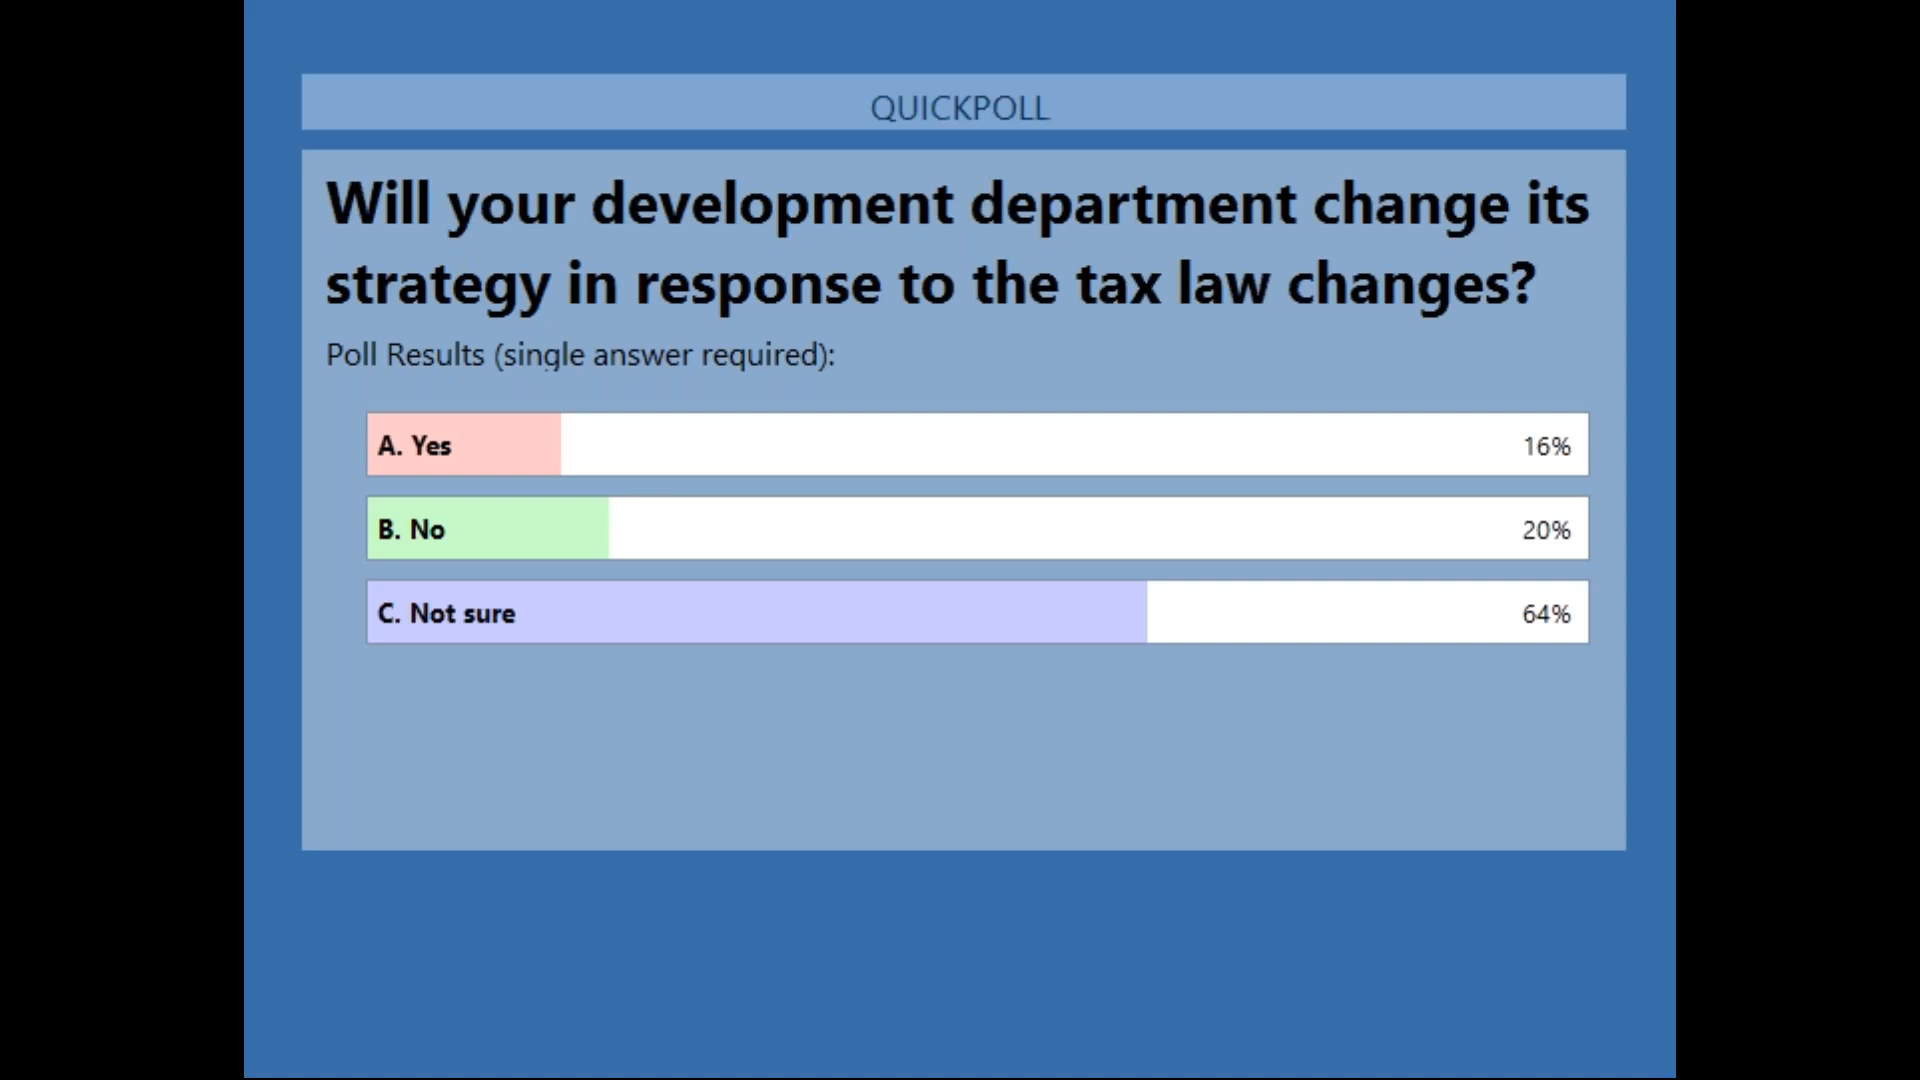 QUICKPOLL
Will your development department change its
strategy in response to the tax law changes?
Poll Results (single answer required):
A. Yes 16%
B. No 20%
C. Not sure 64%